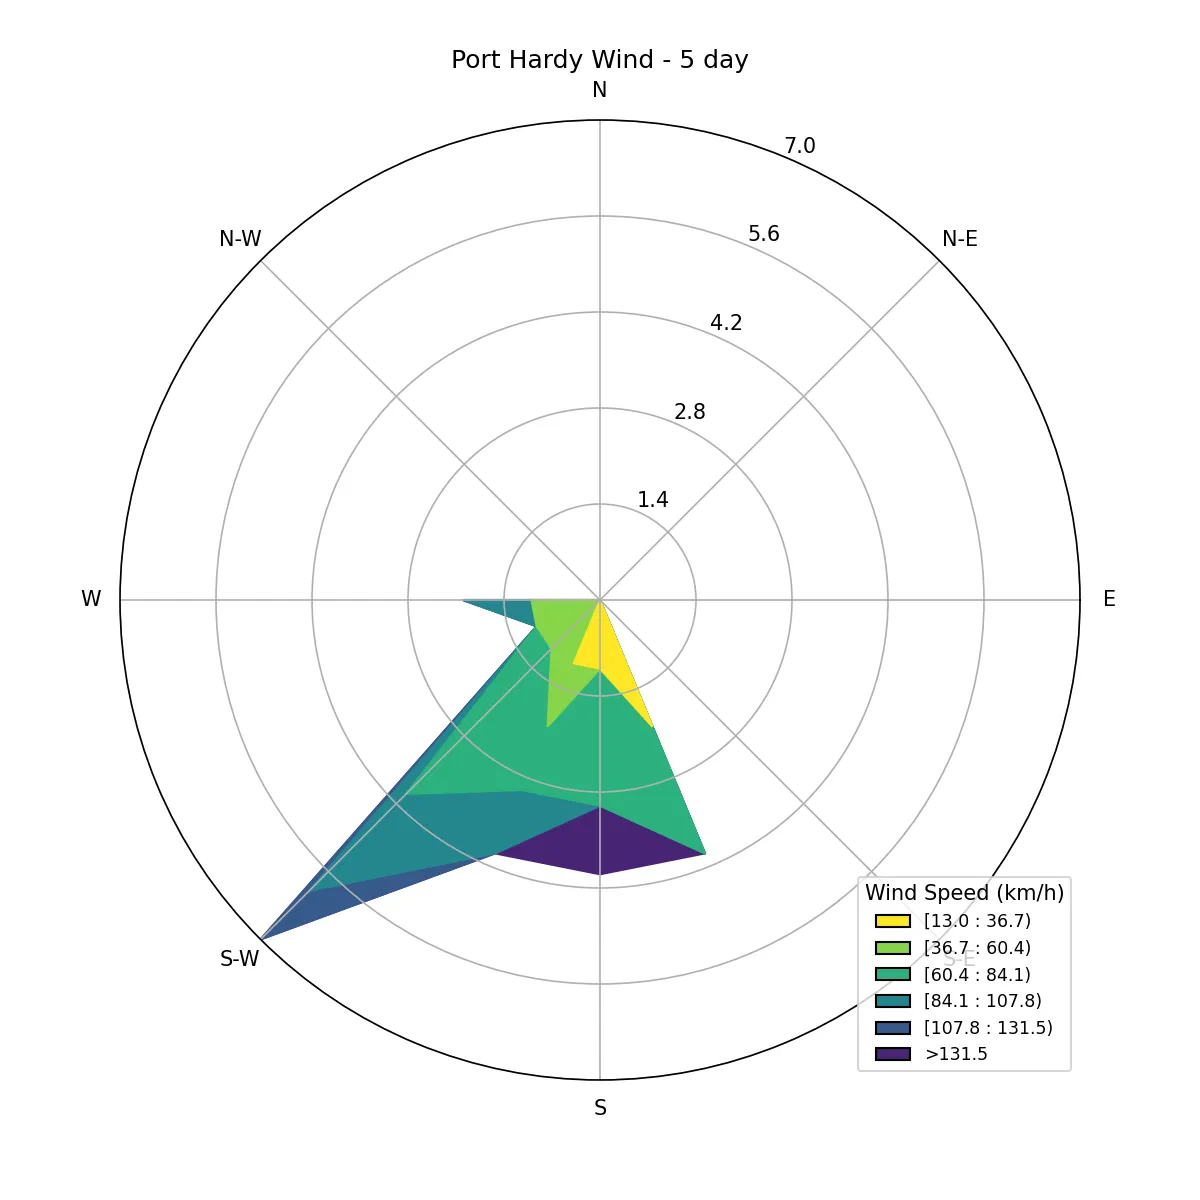 Port Hardy Wind - 5 day
N
7.0
N-W
5.6
N-E
4.2
2.8
1.4
W
E
S-W
S-E
Wind Speed (km/h)
[13.0 : 36.7)
[36.7 : 60.4)
[60.4 : 84.1)
[84.1 : 107.8)
[107.8 : 131.5)
>131.5
S